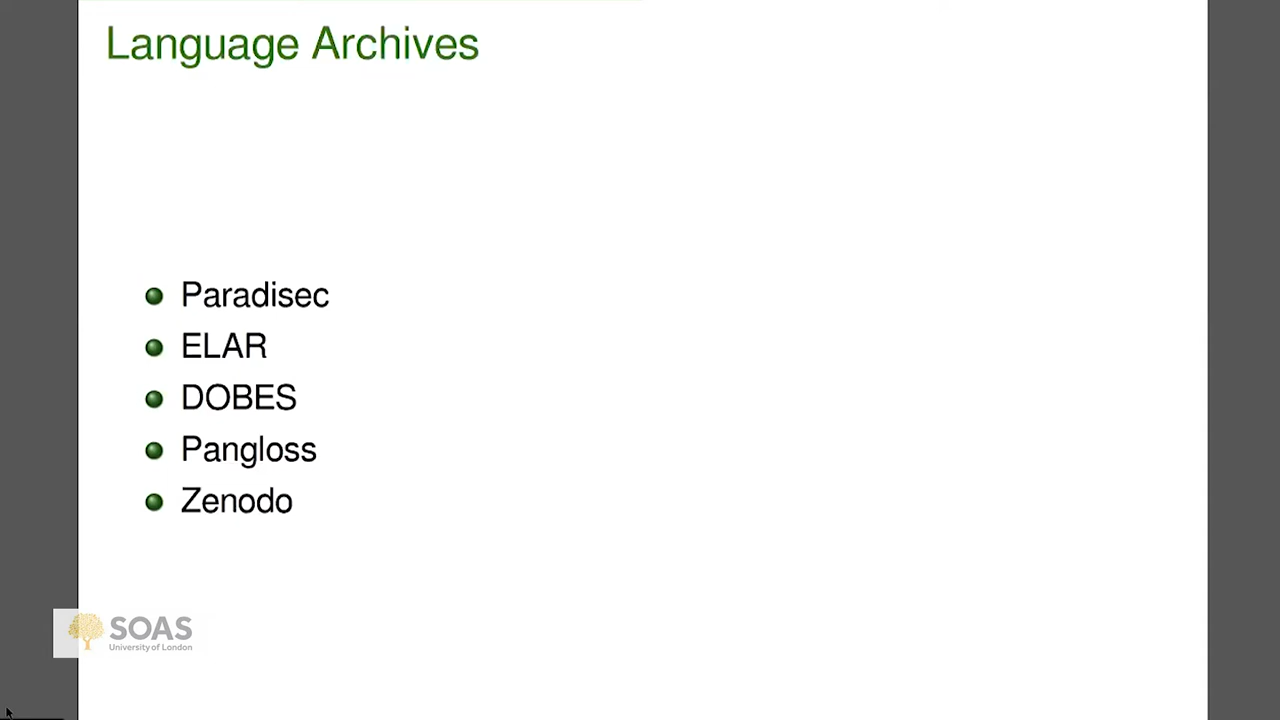 Language Archives
Paradisec
ELAR
DOBES
Pangloss
Zenodo
SOAS
University of London